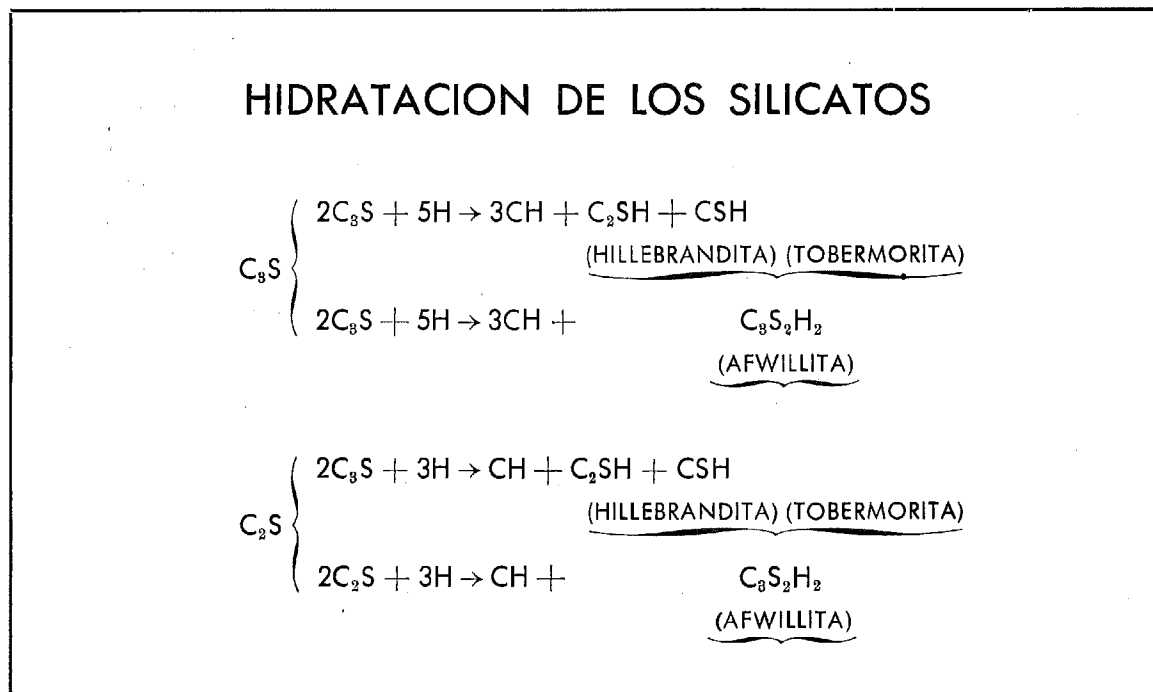 HIDRATACION DE LOS SILICATOS
2C₃S + 5H → 3CH + C₂SH + CSH
(HILLEBRANDITA) (TOBERMORITA)
C₃S
2C₃S + 5H → 3CH + C₃S₂H₂
(AFWILLITA)
2C₃S + 3H → CH + C₂SH + CSH
(HILLEBRANDITA) (TOBERMORITA)
C₂S
2C₂S + 3H → CH + C₃S₂H₂
(AFWILLITA)